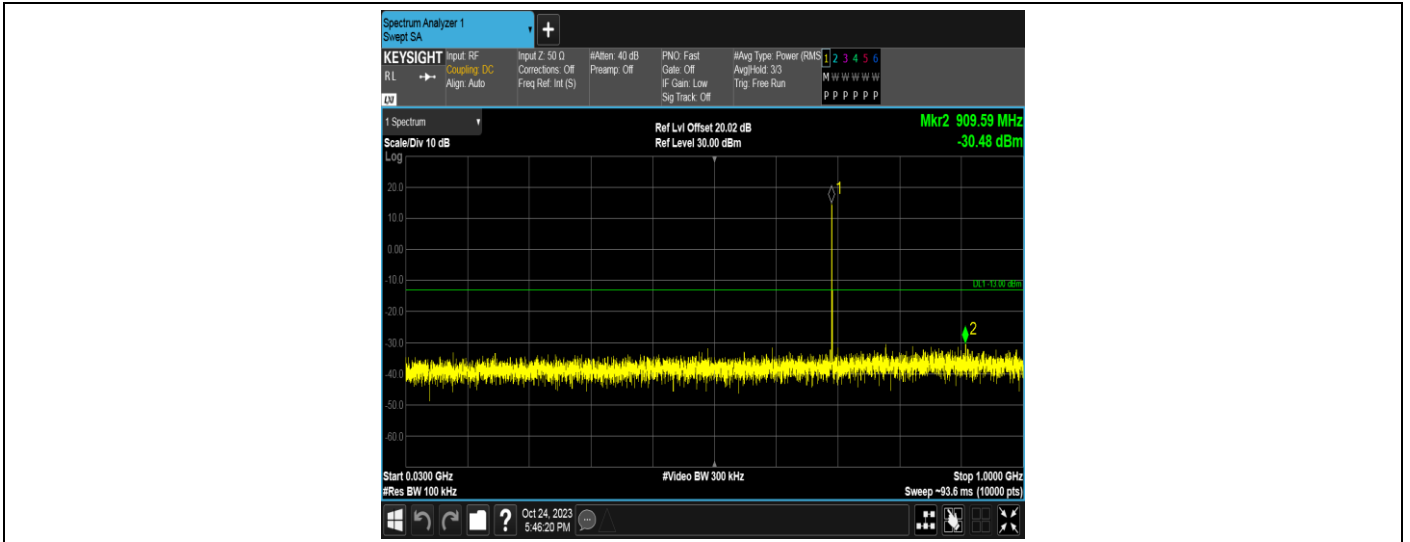 Spectrum Analyzer 1
Swept SA
+
KEYSIGHT
RL
LXI
Input: RF
Coupling: DC
Align: Auto
Input Z: 50 Ω
Corrections: Off
Freq Ref: Int (S)
#Atten: 40 dB
Preamp: Off
PNO: Fast
Gate: Off
IF Gain: Low
Sig Track: Off
#Avg Type: Power (RMS
Avg|Hold: 3/3
Trig: Free Run
1 2 3 4 5 6
M W W W W W
P P P P P P
1 Spectrum
Scale/Div 10 dB
Log
Ref Lvl Offset 20.02 dB
Ref Level 30.00 dBm
Mkr2 909.59 MHz
-30.48 dBm
20.0
10.0
0.00
-10.0
-20.0
-30.0
-40.0
-50.0
-60.0
1
DL1 -13.00 dBm
2
Start 0.0300 GHz
#Res BW 100 kHz
#Video BW 300 kHz
Stop 1.0000 GHz
Sweep ~93.6 ms (10000 pts)
?
Oct 24, 2023
5:46:20 PM